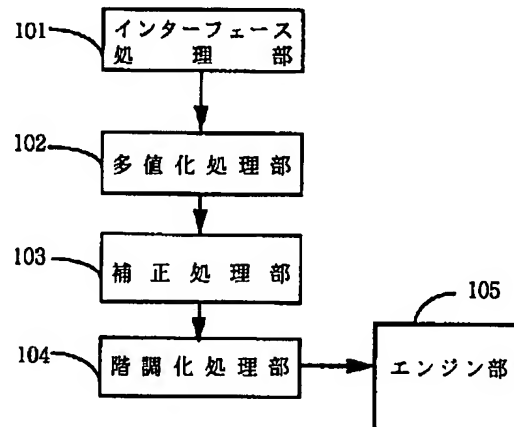 101
インターフェース
処理部
102
多値化処理部
103
補正処理部
105
104
階調化処理部
エンジン部